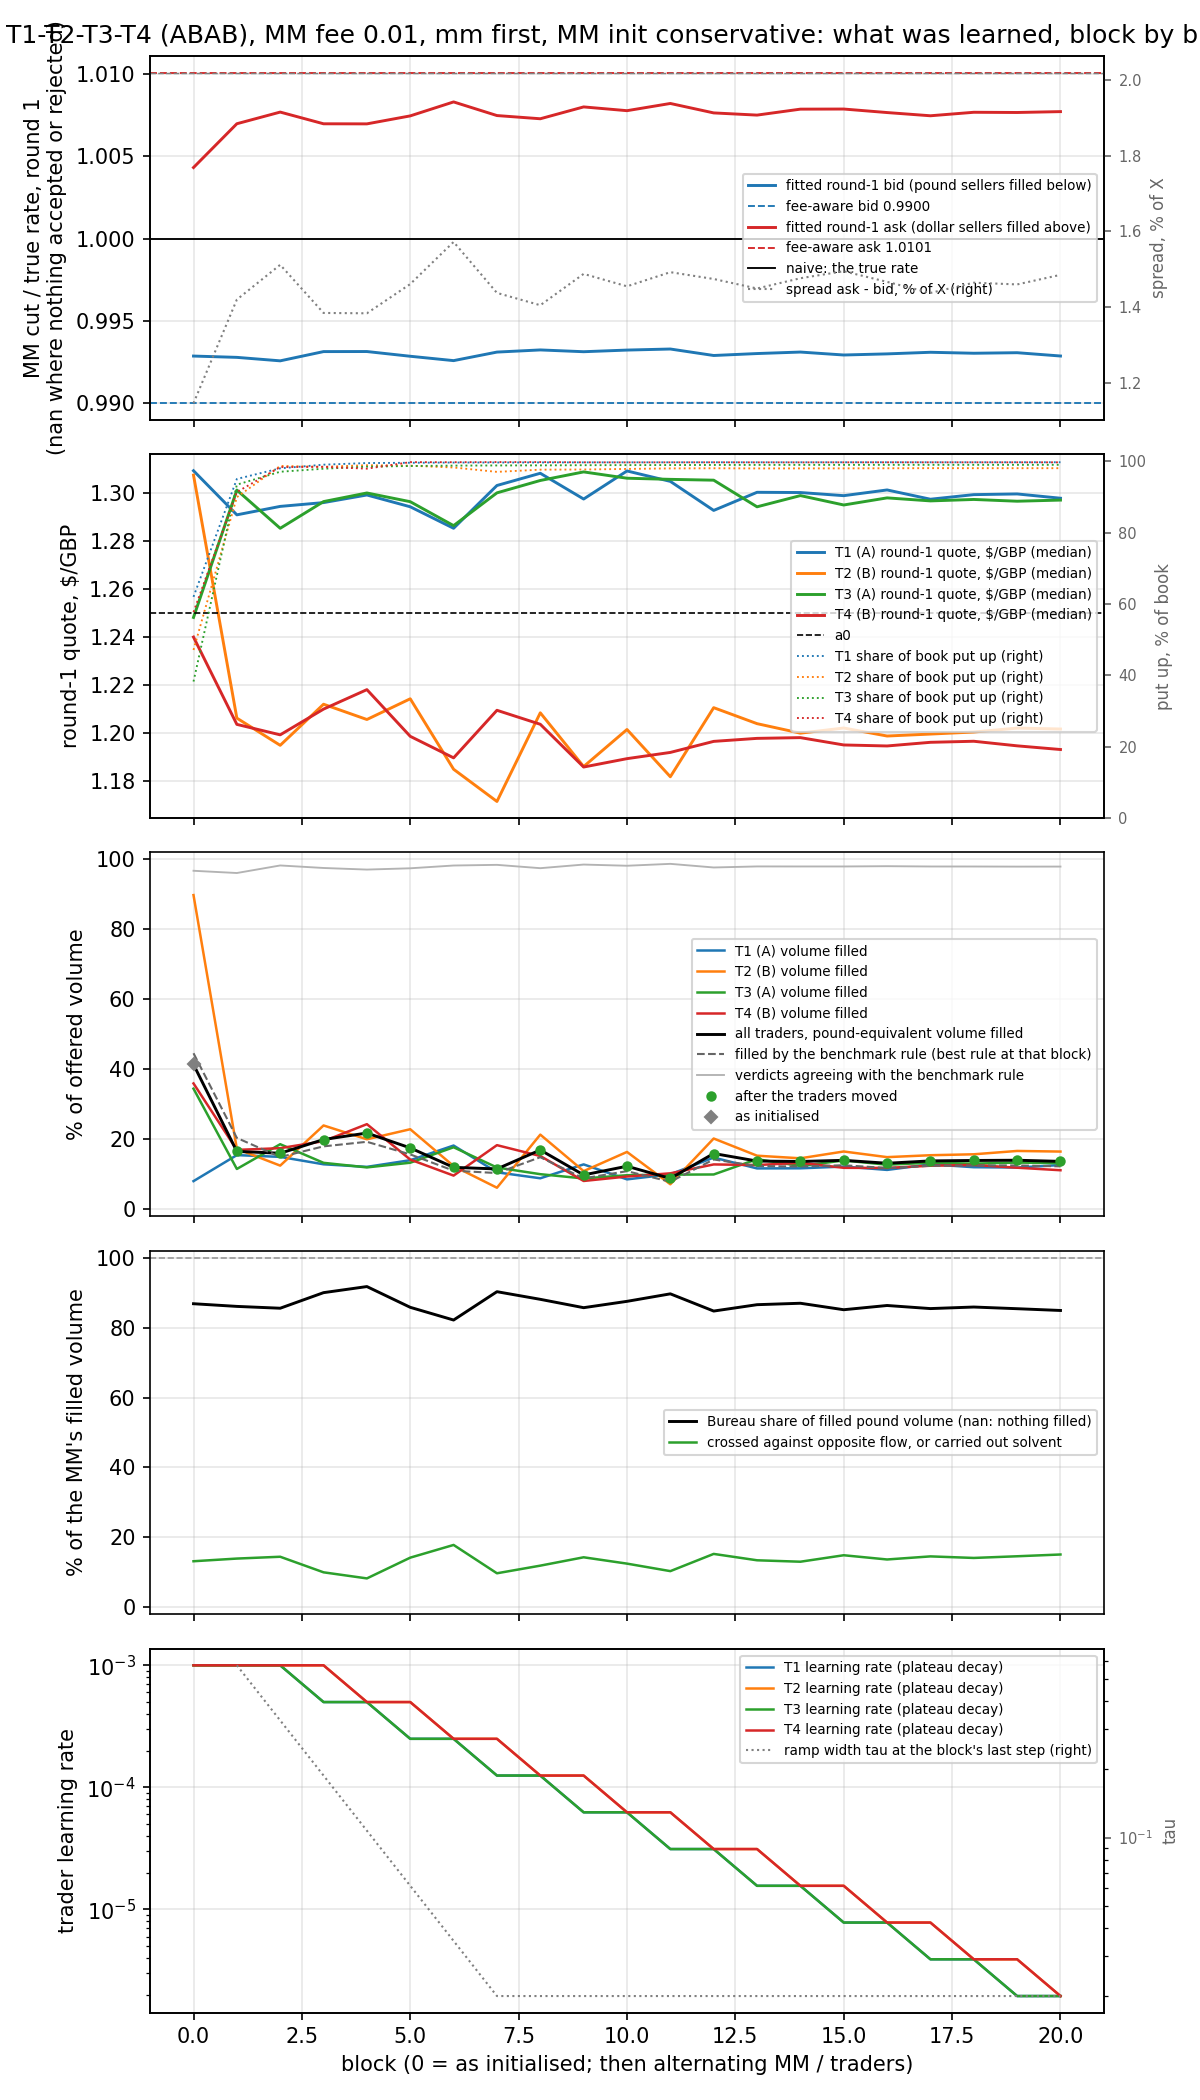 T1-T2-T3-T4 (ABAB), MM fee 0.01, mm first, MM init conservative: what was learned, block by b
MM cut / true rate, round 1
(nan where nothing accepted or rejected)
1.010
1.005
1.000
0.995
0.990
fitted round-1 bid (pound sellers filled below)
fee-aware bid 0.9900
fitted round-1 ask (dollar sellers filled above)
fee-aware ask 1.0101
naive: the true rate
spread ask - bid, % of X (right)
2.0
1.8
1.6
1.4
1.2
spread, % of X
round-1 quote, $/GBP
1.30
1.28
1.26
1.24
1.22
1.20
1.18
T1 (A) round-1 quote, $/GBP (median)
T2 (B) round-1 quote, $/GBP (median)
T3 (A) round-1 quote, $/GBP (median)
T4 (B) round-1 quote, $/GBP (median)
a0
T1 share of book put up (right)
T2 share of book put up (right)
T3 share of book put up (right)
T4 share of book put up (right)
100
80
60
40
20
0
put up, % of book
% of offered volume
100
80
60
40
20
0
T1 (A) volume filled
T2 (B) volume filled
T3 (A) volume filled
T4 (B) volume filled
all traders, pound-equivalent volume filled
filled by the benchmark rule (best rule at that block)
verdicts agreeing with the benchmark rule
after the traders moved
as initialised
% of the MM's filled volume
100
80
60
40
20
0
Bureau share of filled pound volume (nan: nothing filled)
crossed against opposite flow, or carried out solvent
trader learning rate
10⁻³
10⁻⁴
10⁻⁵
T1 learning rate (plateau decay)
T2 learning rate (plateau decay)
T3 learning rate (plateau decay)
T4 learning rate (plateau decay)
ramp width tau at the block's last step (right)
10⁻¹
tau
0.0 2.5 5.0 7.5 10.0 12.5 15.0 17.5 20.0
block (0 = as initialised; then alternating MM / traders)